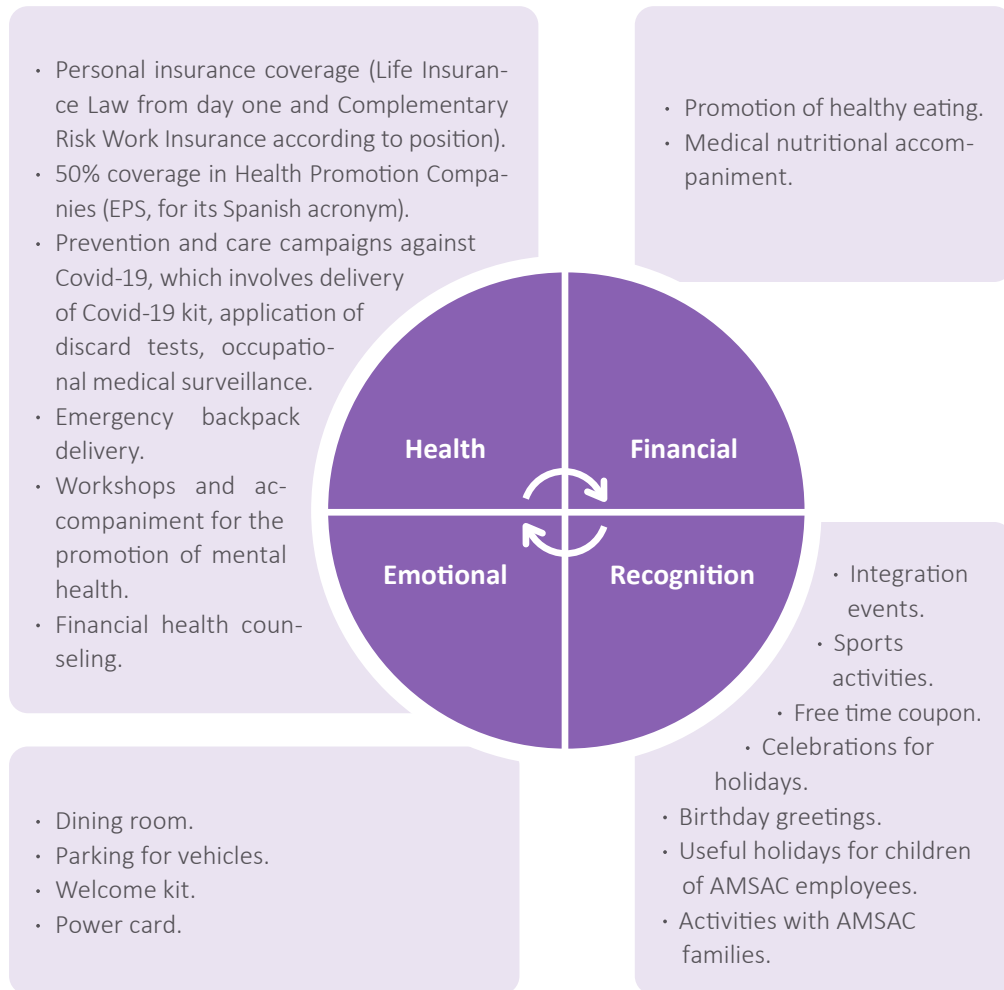 · Personal insurance coverage (Life Insuran-
ce Law from day one and Complementary
Risk Work Insurance according to position).
· 50% coverage in Health Promotion Compa-
nies (EPS, for its Spanish acronym).
· Prevention and care campaigns against
Covid-19, which involves delivery
of Covid-19 kit, application of
discard tests, occupatio-
nal medical surveillance.
· Emergency backpack
delivery.
· Workshops and ac-
companiment for the
promotion of mental
health.
· Financial health coun-
seling.
· Promotion of healthy eating.
· Medical nutritional accom-
paniment.
Health
Financial
Emotional
Recognition
· Dining room.
· Parking for vehicles.
· Welcome kit.
· Power card.
· Integration
events.
· Sports
activities.
· Free time coupon.
· Celebrations for
holidays.
· Birthday greetings.
· Useful holidays for children
of AMSAC employees.
· Activities with AMSAC
families.